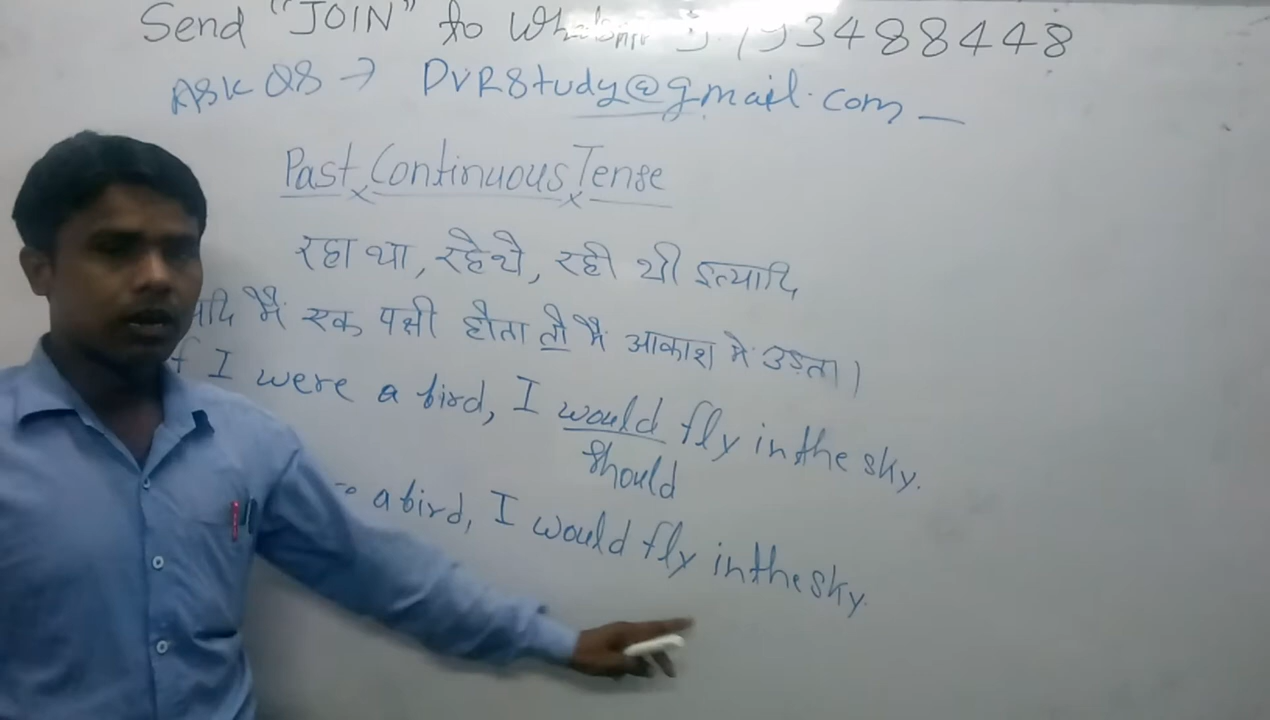 Send "JOIN" to 3488448
ASK QS → DVRStudy@gmail.com
Past Continuous Tense
रहा था, रहे थे, रही थी इत्यादि
मैं एक पक्षी होता तो मैं आकाश में उड़ता।
I were a bird, I would fly in the sky.
should
a bird, I would fly in the sky.